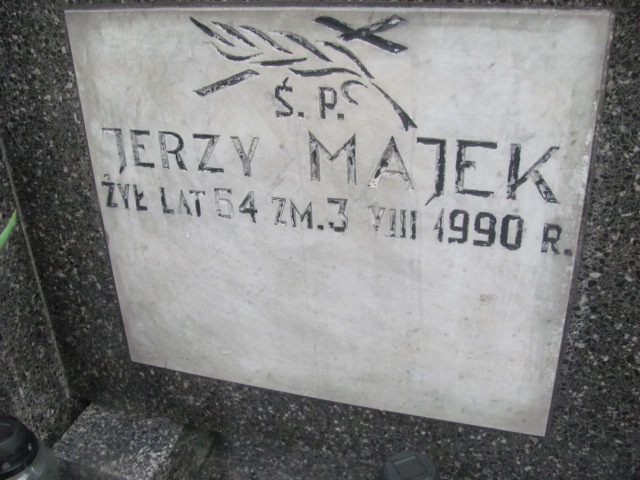 Ś. P.
JERZY MAJEK
ŻYŁ LAT 64 ZM. 3 VIII 1990 R.